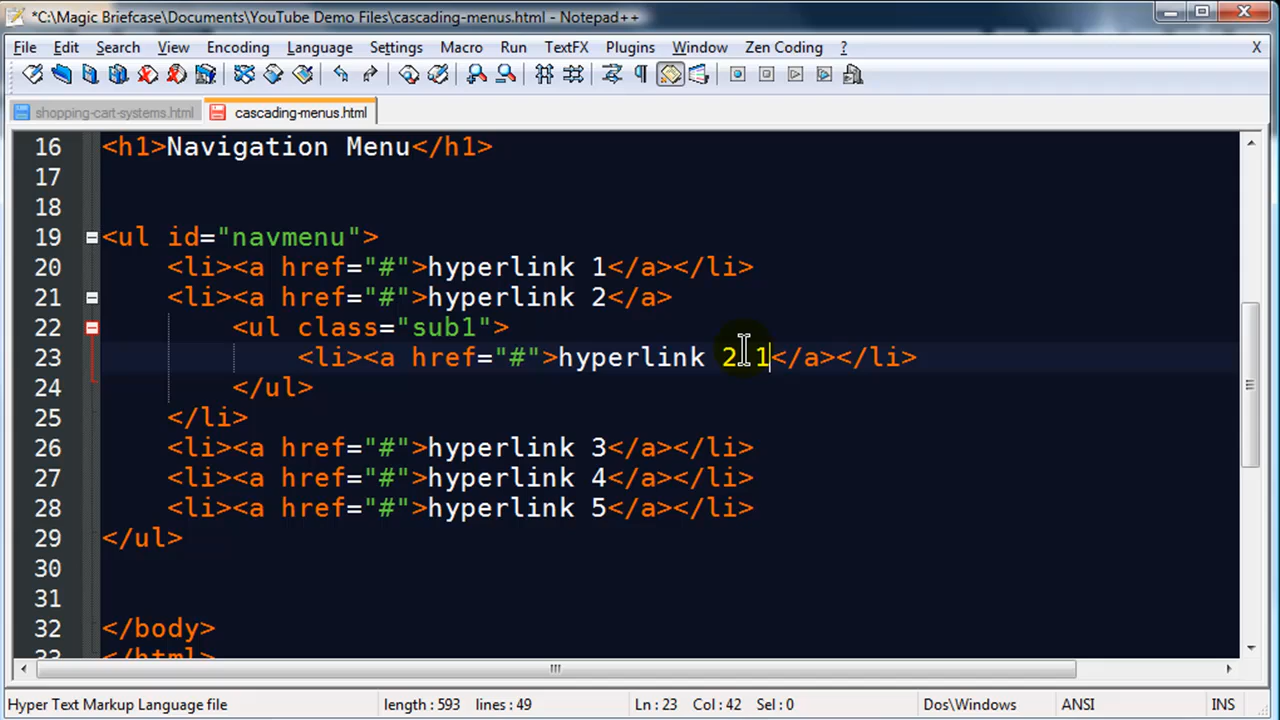 *C:\Magic Briefcase\Documents\YouTube Demo Files\cascading-menus.html - Notepad++
File Edit Search View Encoding Language Settings Macro Run TextFX Plugins Window Zen Coding ? X
shopping-cart-systems.html cascading-menus.html
16 <h1>Navigation Menu</h1>
17
18
19 <ul id="navmenu">
20 <li><a href="#">hyperlink 1</a></li>
21 <li><a href="#">hyperlink 2</a>
22 <ul class="sub1">
23 <li><a href="#">hyperlink 2.1</a></li>
24 </ul>
25 </li>
26 <li><a href="#">hyperlink 3</a></li>
27 <li><a href="#">hyperlink 4</a></li>
28 <li><a href="#">hyperlink 5</a></li>
29 </ul>
30
31
32 </body>
33 </html>
Hyper Text Markup Language file length : 593 lines : 49 Ln : 23 Col : 42 Sel : 0 Dos\Windows ANSI INS